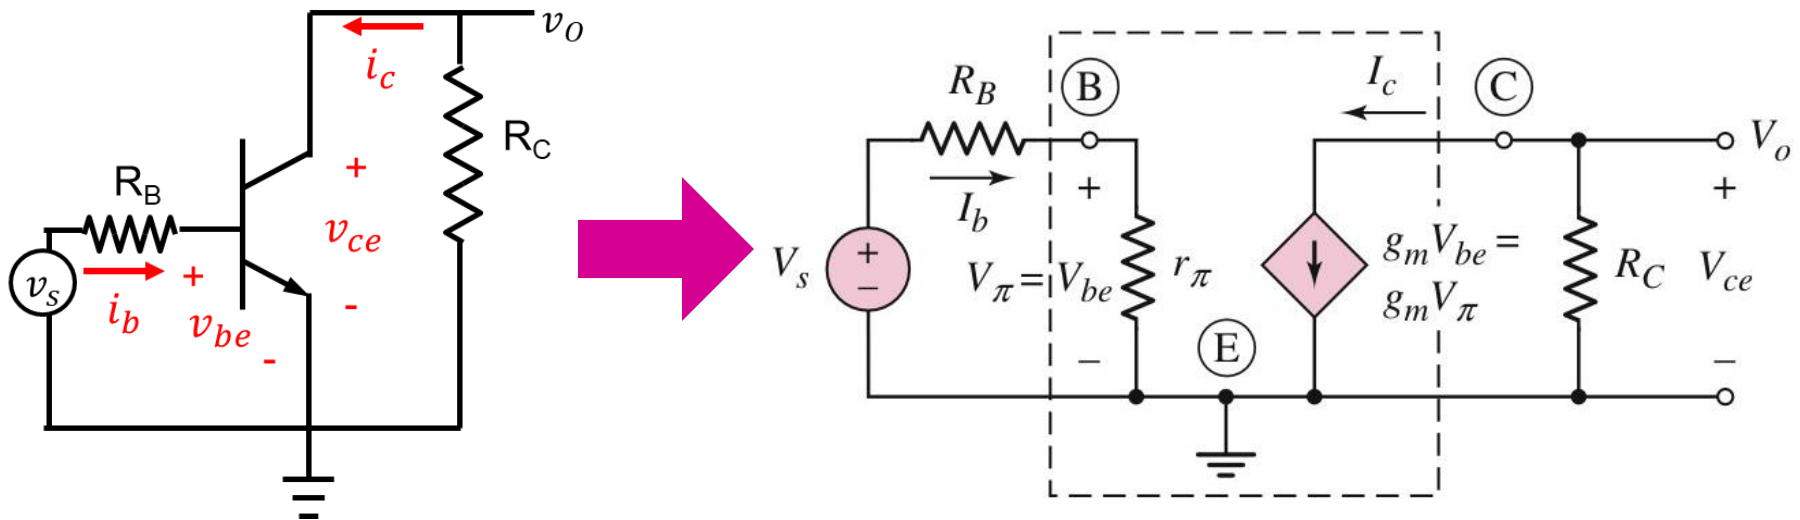 v_O
i_c
R_C
+
R_B
v_ce
v_s
+
i_b
v_be
-
-
I_c
R_B
B
C
V_o
+
+
I_b
V_s
+
−
V_π = V_be
r_π
g_m V_be =
g_m V_π
R_C
V_ce
E
−
−